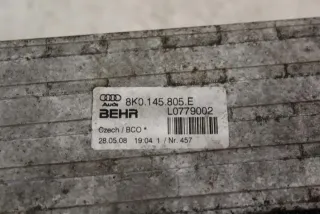 Audi 8K0.145.805.E
BEHR L0779002
Czech / BCO *
28.05.08 19:04 1 / Nr. 457